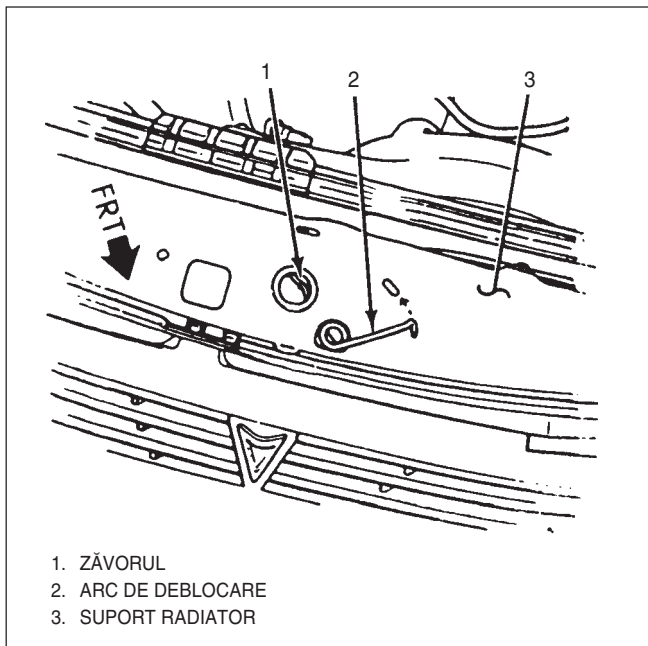 1
2
3
FRT
1. ZĂVORUL
2. ARC DE DEBLOCARE
3. SUPORT RADIATOR